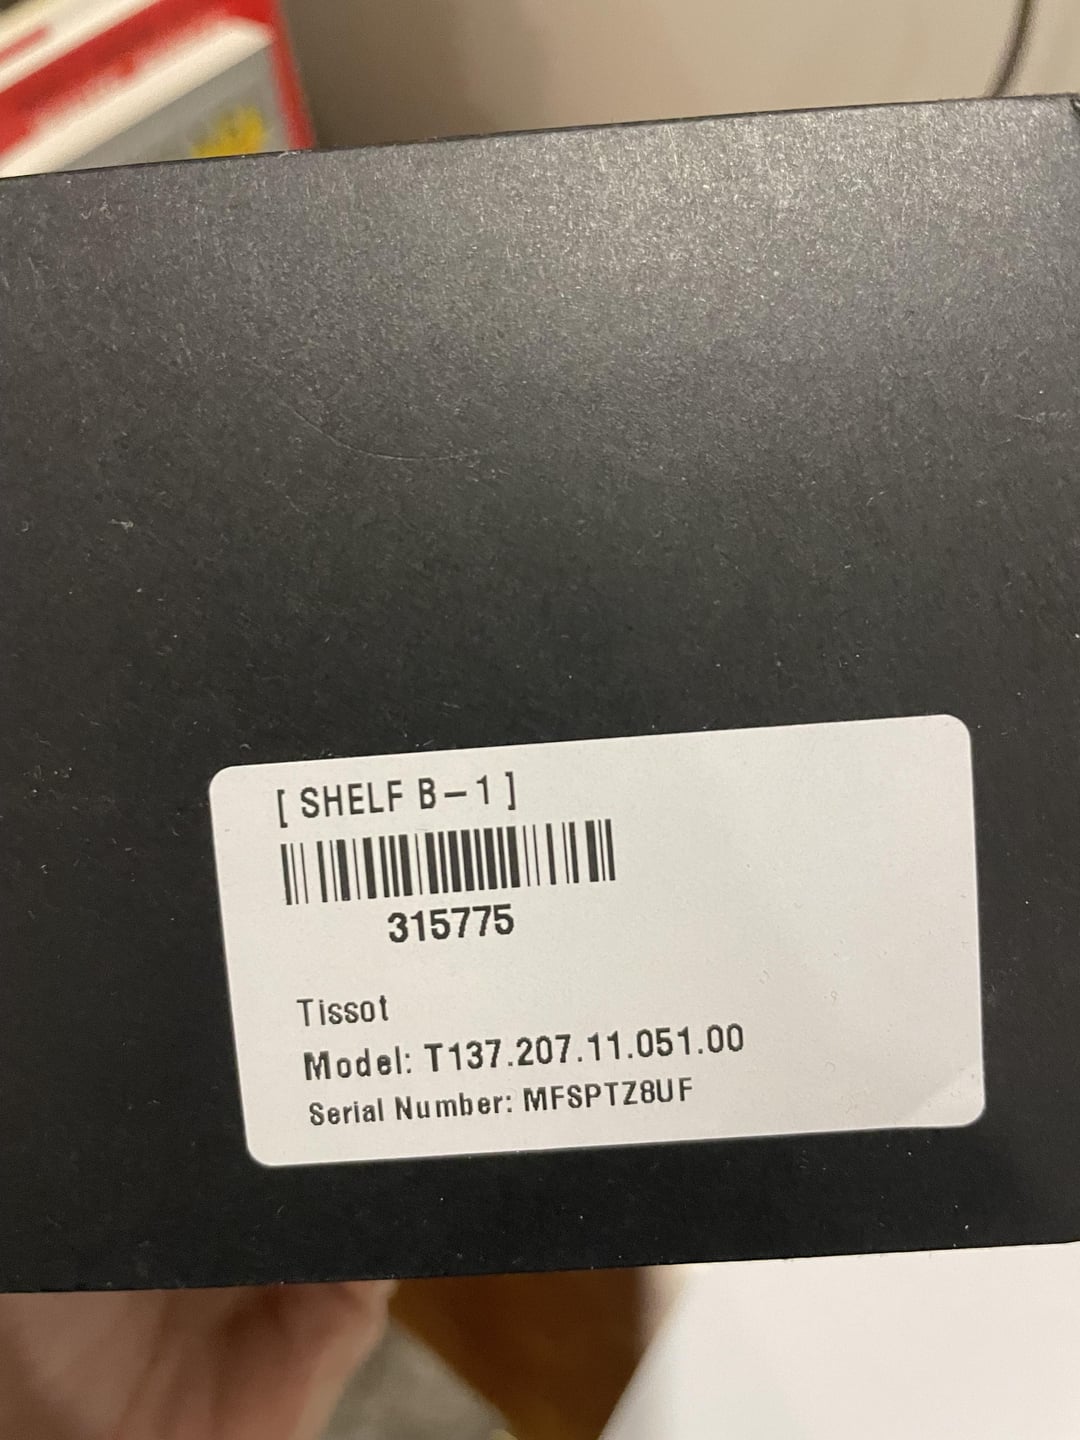 [ SHELF B-1 ]
315775
Tissot
Model: T137.207.11.051.00
Serial Number: MFSPTZ8UF